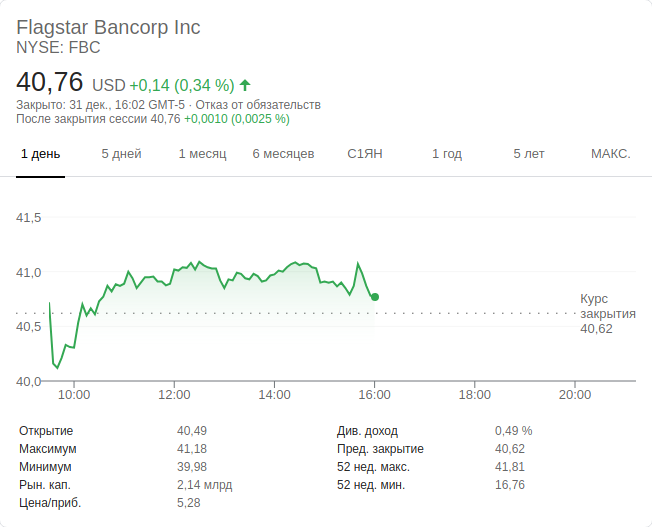 Flagstar Bancorp Inc
NYSE: FBC
40,76 USD +0,14 (0,34 %)
Закрыто: 31 дек., 16:02 GMT-5 · Отказ от обязательств
После закрытия сессии 40,76 +0,0010 (0,0025 %)
1 день 5 дней 1 месяц 6 месяцев С1ЯН 1 год 5 лет МАКС.
41,5
41,0
40,5
40,0
Курс
закрытия
40,62
10:00 12:00 14:00 16:00 18:00 20:00
Открытие 40,49 Див. доход 0,49 %
Максимум 41,18 Пред. закрытие 40,62
Минимум 39,98 52 нед. макс. 41,81
Рын. кап. 2,14 млрд 52 нед. мин. 16,76
Цена/приб. 5,28